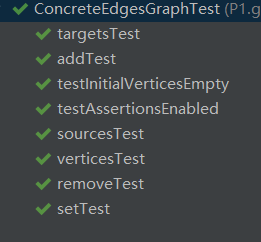 ConcreteEdgesGraphTest (P1.g
targetsTest
addTest
testInitialVerticesEmpty
testAssertionsEnabled
sourcesTest
verticesTest
removeTest
setTest